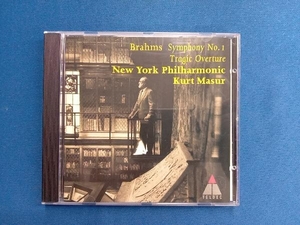 Brahms Symphony No. 1
Tragic Overture
New York Philharmonic
Kurt Masur
TELDEC